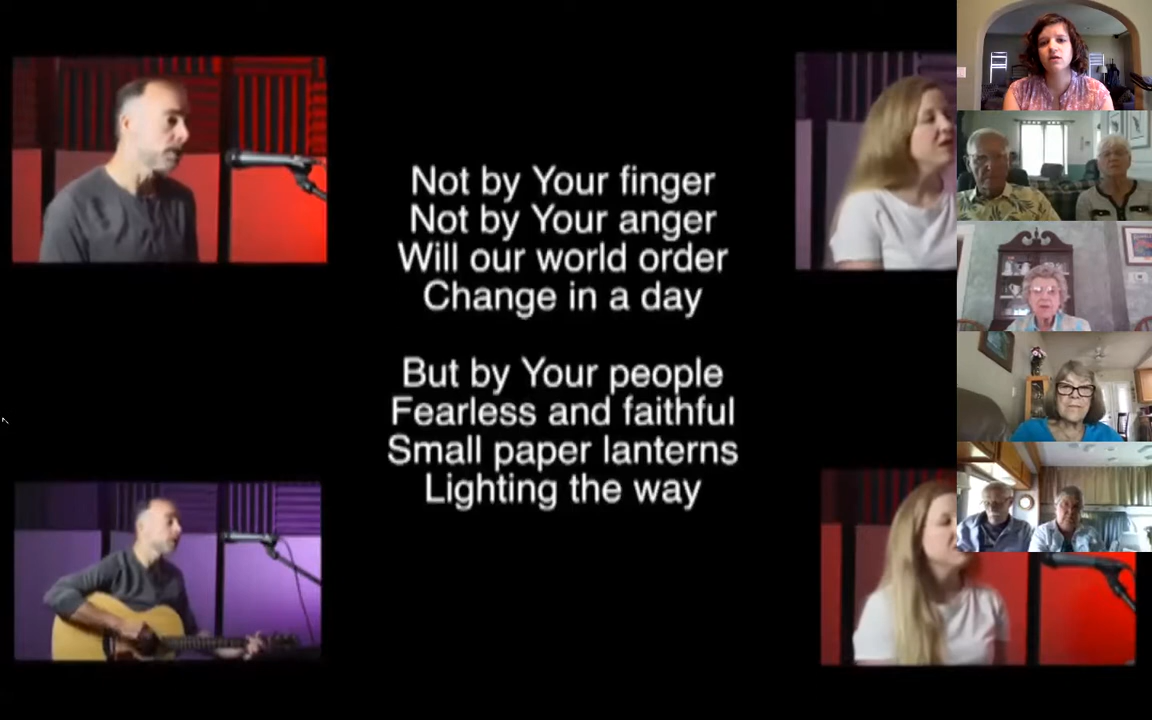 Not by Your finger
Not by Your anger
Will our world order
Change in a day
But by Your people
Fearless and faithful
Small paper lanterns
Lighting the way